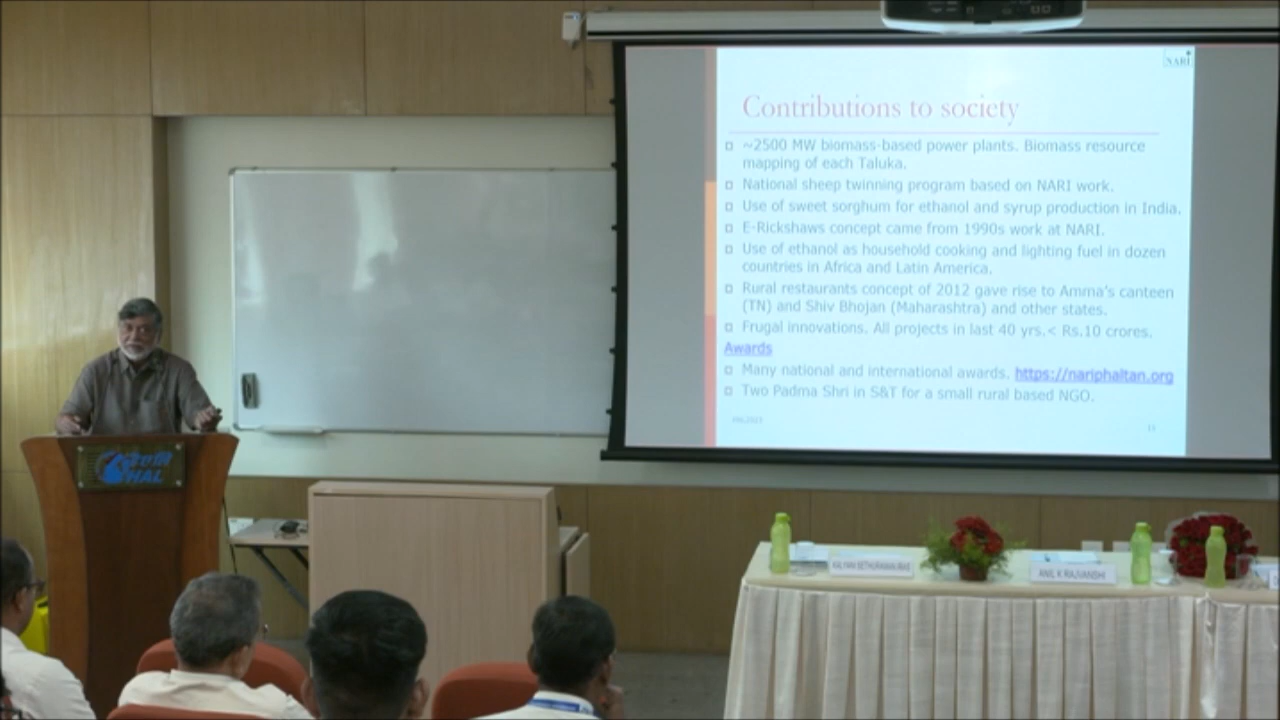 NARI
Contributions to society
~2500 MW biomass-based power plants. Biomass resource
mapping of each Taluka.
National sheep twinning program based on NARI work.
Use of sweet sorghum for ethanol and syrup production in India.
E-Rickshaws concept came from 1990s work at NARI.
Use of ethanol as household cooking and lighting fuel in dozen
countries in Africa and Latin America.
Rural restaurants concept of 2012 gave rise to Amma's canteen
(TN) and Shiv Bhojan (Maharashtra) and other states.
Frugal innovations. All projects in last 40 yrs.< Rs.10 crores.
Awards
Many national and international awards. https://nariphaltan.org
Two Padma Shri in S&T for a small rural based NGO.
HAL
ANIL K RAJVANSHI